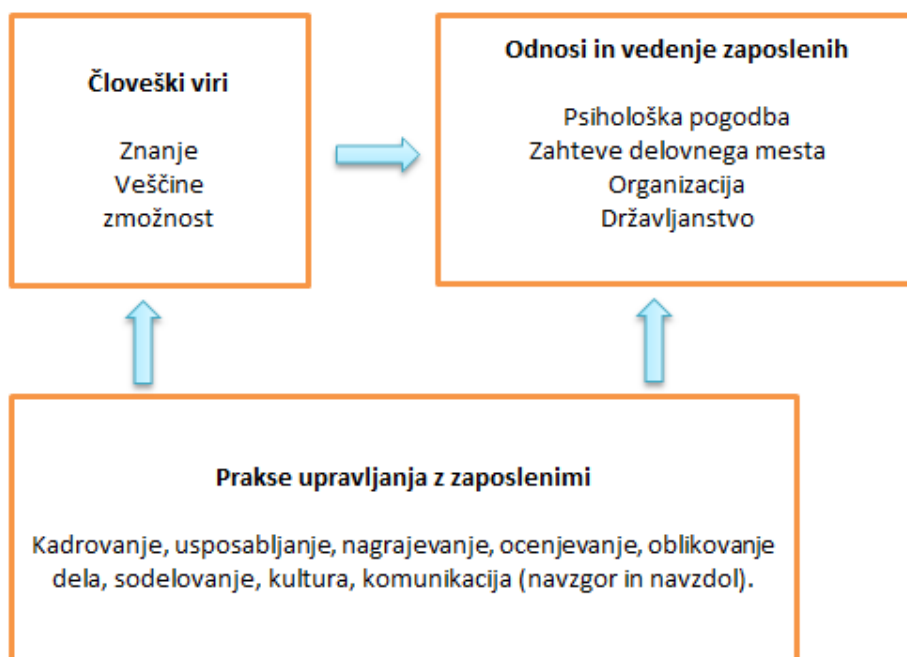 Človeški viri
Znanje
Veščine
zmožnost
Odnosi in vedenje zaposlenih
Psihološka pogodba
Zahteve delovnega mesta
Organizacija
Državljanstvo
Prakse upravljanja z zaposlenimi
Kadrovanje, usposabljanje, nagrajevanje, ocenjevanje, oblikovanje
dela, sodelovanje, kultura, komunikacija (navzgor in navzdol).